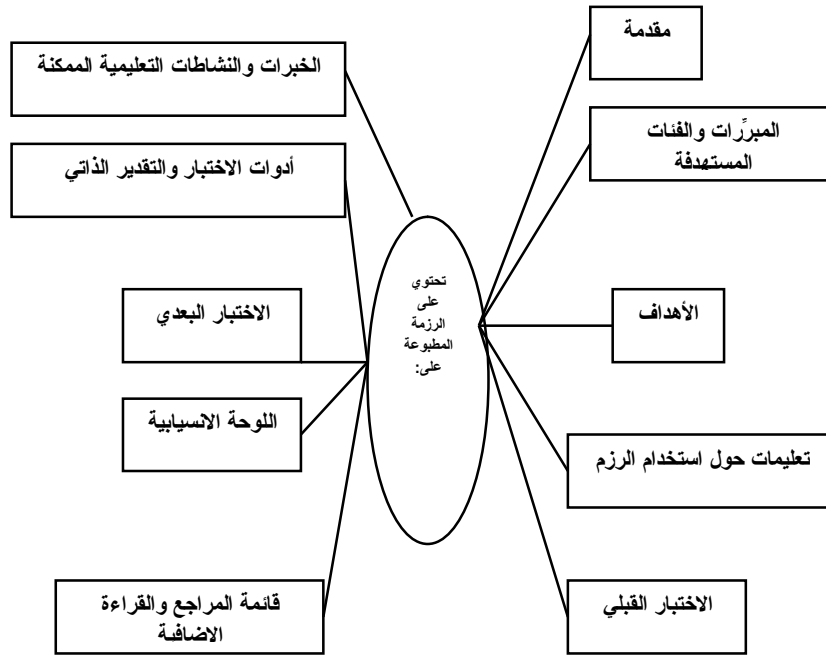 مقدمة
المبرِّرات والفئات
المستهدفة
الأهداف
تعليمات حول استخدام الرزم
الاختبار القبلي
تحتوي
على
الرزمة
المطبوعة
على:
الخبرات والنشاطات التعليمية الممكنة
أدوات الاختبار والتقدير الذاتي
الاختبار البعدي
اللوحة الانسيابية
قائمة المراجع والقراءة
الاضافية